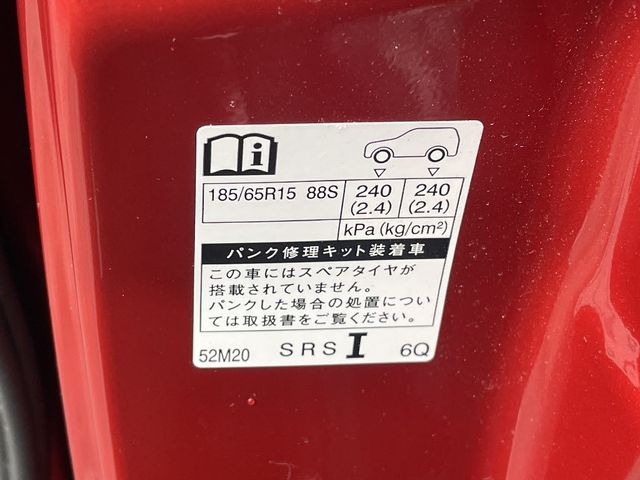 185/65R15 88S 240 (2.4) 240 (2.4)
kPa (kg/cm²)
パンク修理キット装着車
この車にはスペアタイヤが
搭載されていません。
パンクした場合の処置につい
ては取扱書をご覧ください。
52M20 SRS I 6Q